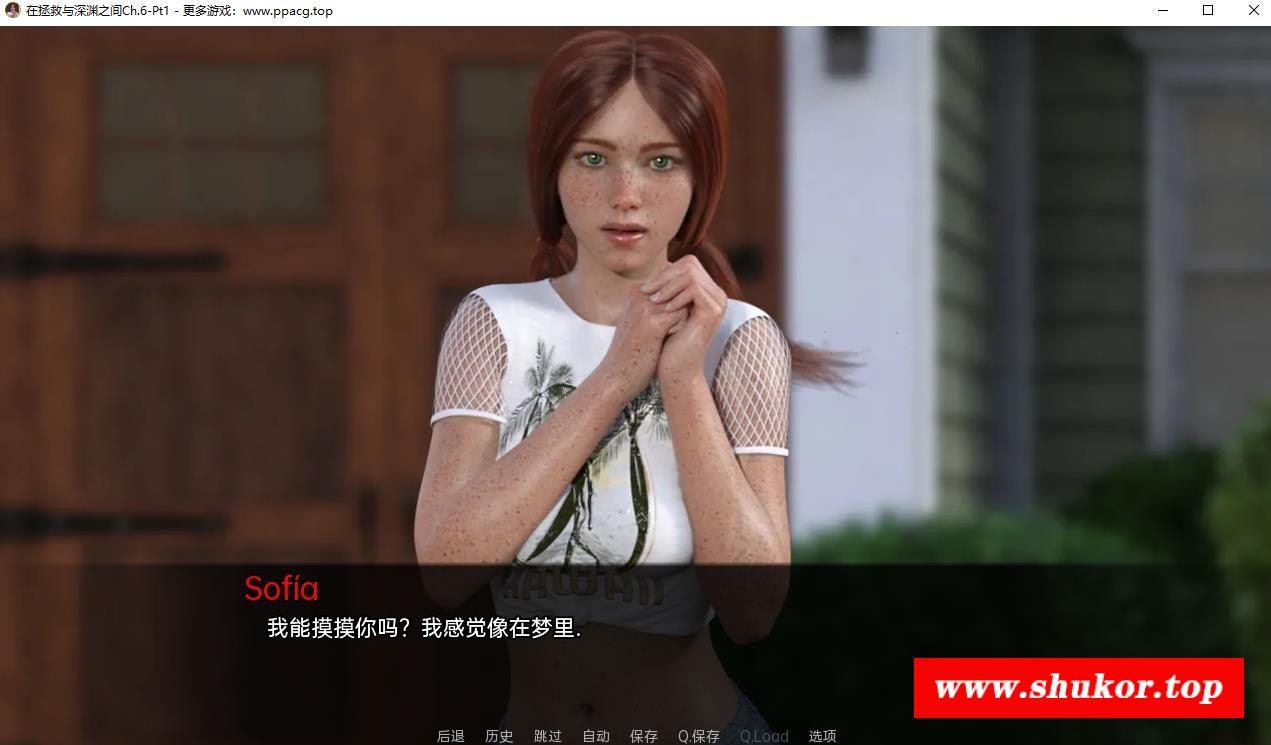 在拯救与深渊之间Ch.6-Pt1 - 更多游戏：www.ppacg.top
HAWAII
Sofía
我能摸摸你吗？我感觉像在梦里.
www.shukor.top
后退 历史 跳过 自动 保存 Q.保存 Q.Load 选项